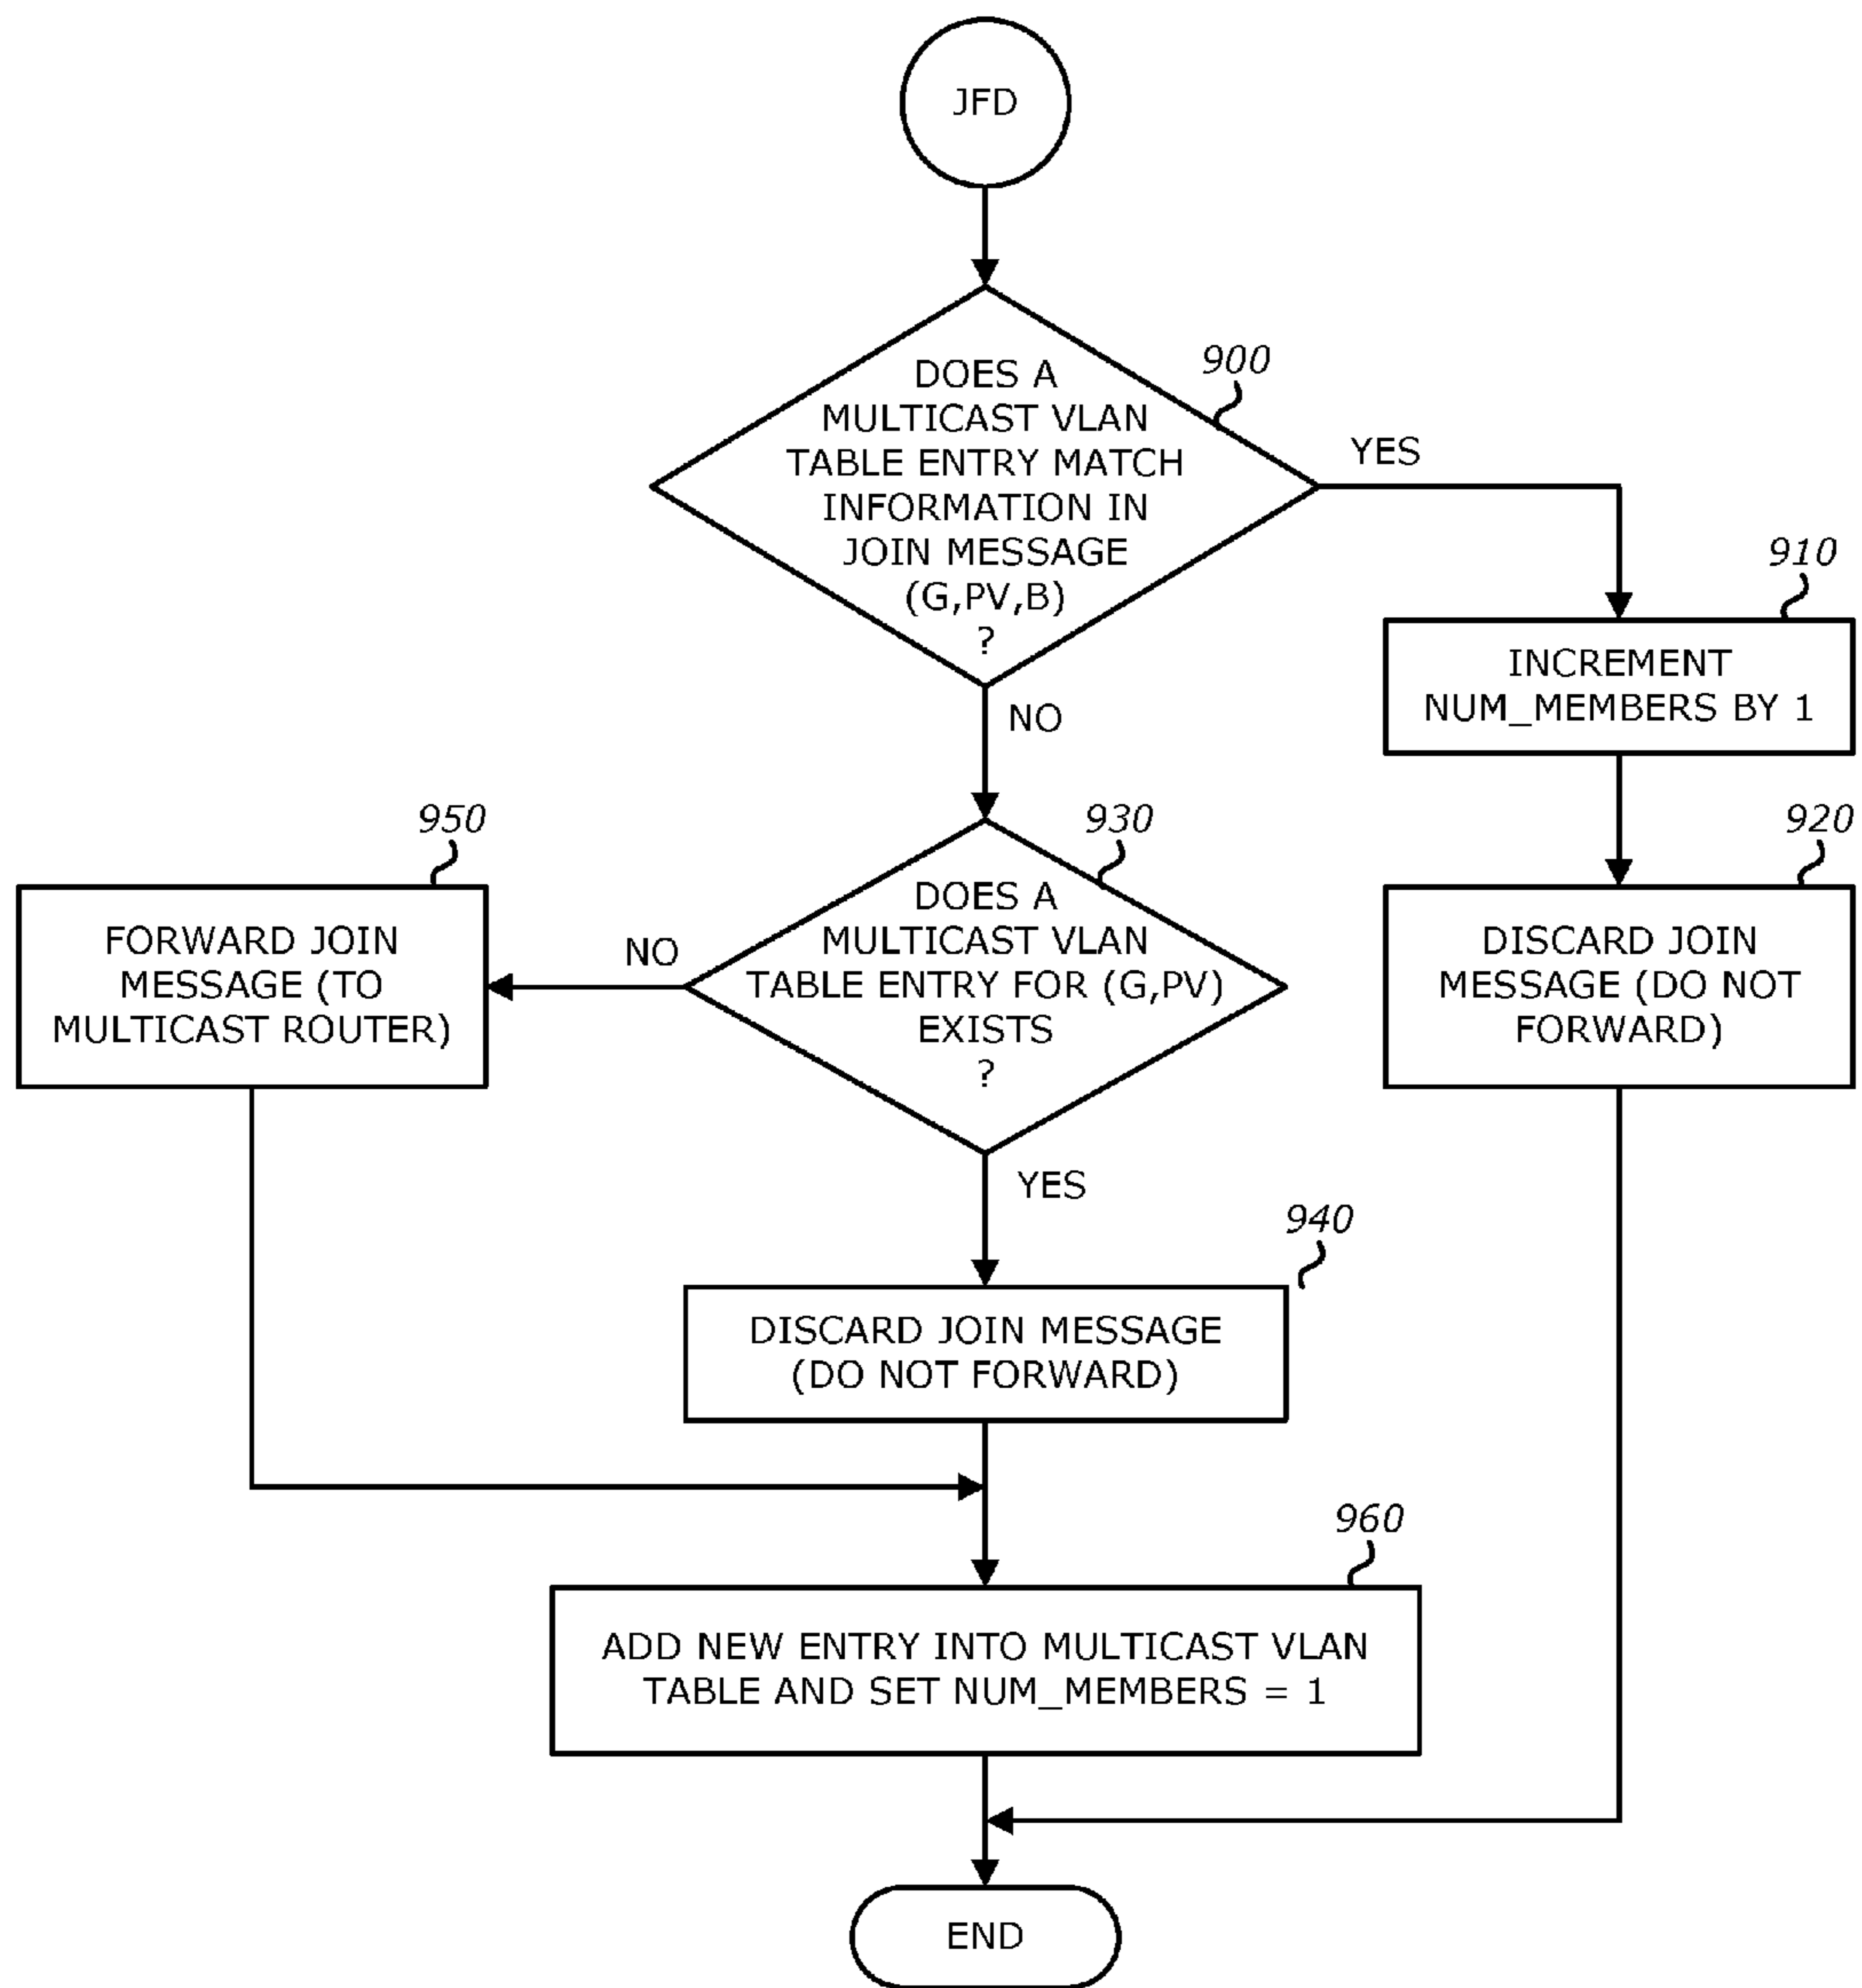 JFD
DOES A
MULTICAST VLAN
TABLE ENTRY MATCH
INFORMATION IN
JOIN MESSAGE
(G,PV,B)
?
900
YES
NO
910
INCREMENT
NUM_MEMBERS BY 1
920
DISCARD JOIN
MESSAGE (DO NOT
FORWARD)
930
DOES A
MULTICAST VLAN
TABLE ENTRY FOR (G,PV)
EXISTS
?
NO
950
FORWARD JOIN
MESSAGE (TO
MULTICAST ROUTER)
YES
940
DISCARD JOIN MESSAGE
(DO NOT FORWARD)
960
ADD NEW ENTRY INTO MULTICAST VLAN
TABLE AND SET NUM_MEMBERS = 1
END